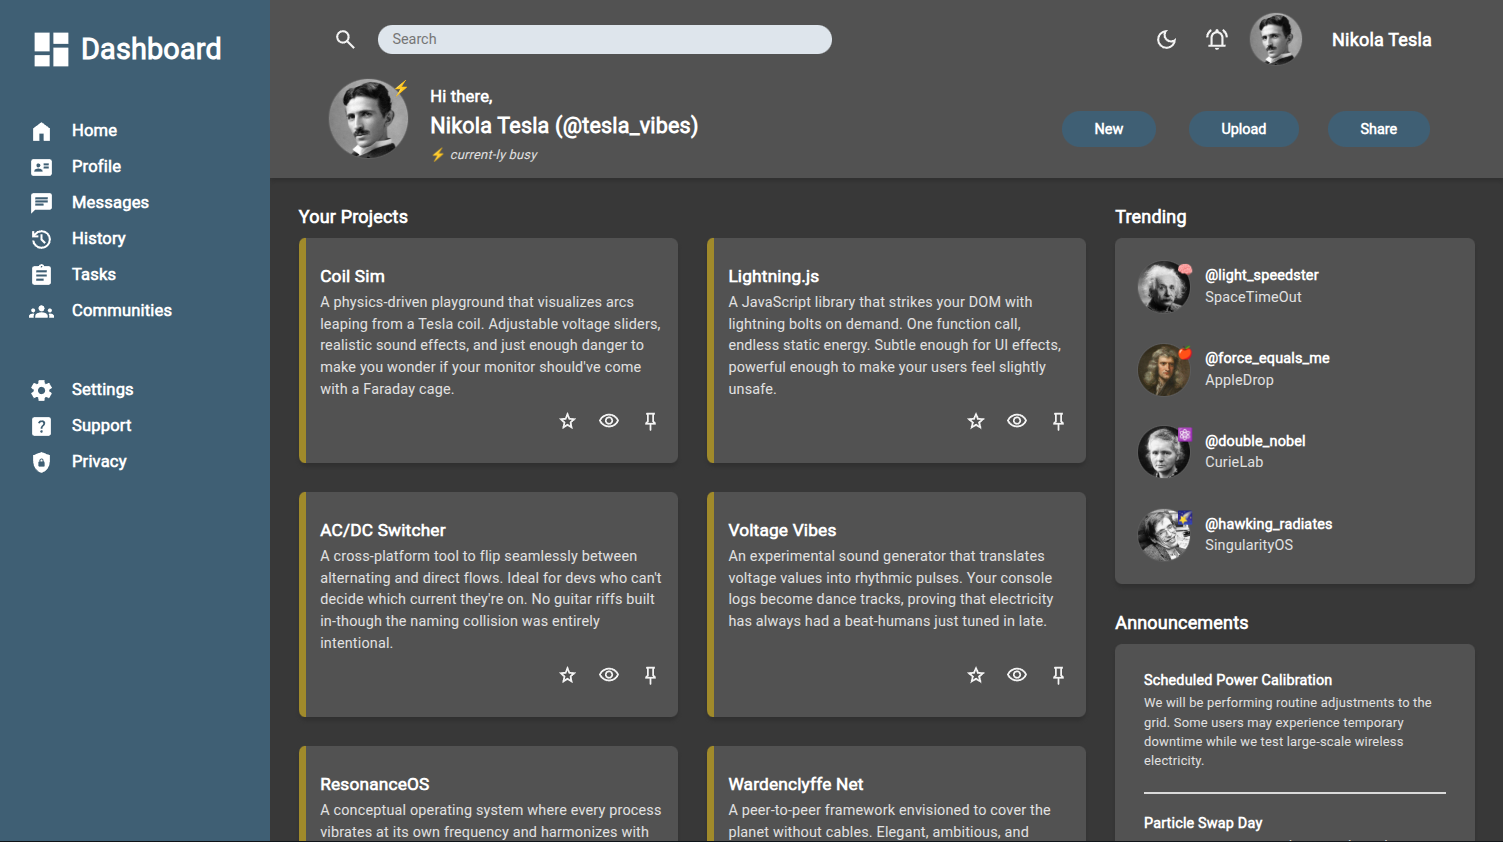 Dashboard
Home
Profile
Messages
History
Tasks
Communities
Settings
Support
Privacy
Search
Nikola Tesla
Hi there,
Nikola Tesla (@tesla_vibes)
⚡ current-ly busy
New
Upload
Share
Your Projects
Coil Sim
A physics-driven playground that visualizes arcs
leaping from a Tesla coil. Adjustable voltage sliders,
realistic sound effects, and just enough danger to
make you wonder if your monitor should've come
with a Faraday cage.
Lightning.js
A JavaScript library that strikes your DOM with
lightning bolts on demand. One function call,
endless static energy. Subtle enough for UI effects,
powerful enough to make your users feel slightly
unsafe.
AC/DC Switcher
A cross-platform tool to flip seamlessly between
alternating and direct flows. Ideal for devs who can't
decide which current they're on. No guitar riffs built
in-though the naming collision was entirely
intentional.
Voltage Vibes
An experimental sound generator that translates
voltage values into rhythmic pulses. Your console
logs become dance tracks, proving that electricity
has always had a beat-humans just tuned in late.
ResonanceOS
A conceptual operating system where every process
vibrates at its own frequency and harmonizes with
Wardenclyffe Net
A peer-to-peer framework envisioned to cover the
planet without cables. Elegant, ambitious, and
Trending
@light_speedster
SpaceTimeOut
@force_equals_me
AppleDrop
@double_nobel
CurieLab
@hawking_radiates
SingularityOS
Announcements
Scheduled Power Calibration
We will be performing routine adjustments to the
grid. Some users may experience temporary
downtime while we test large-scale wireless
electricity.
Particle Swap Day